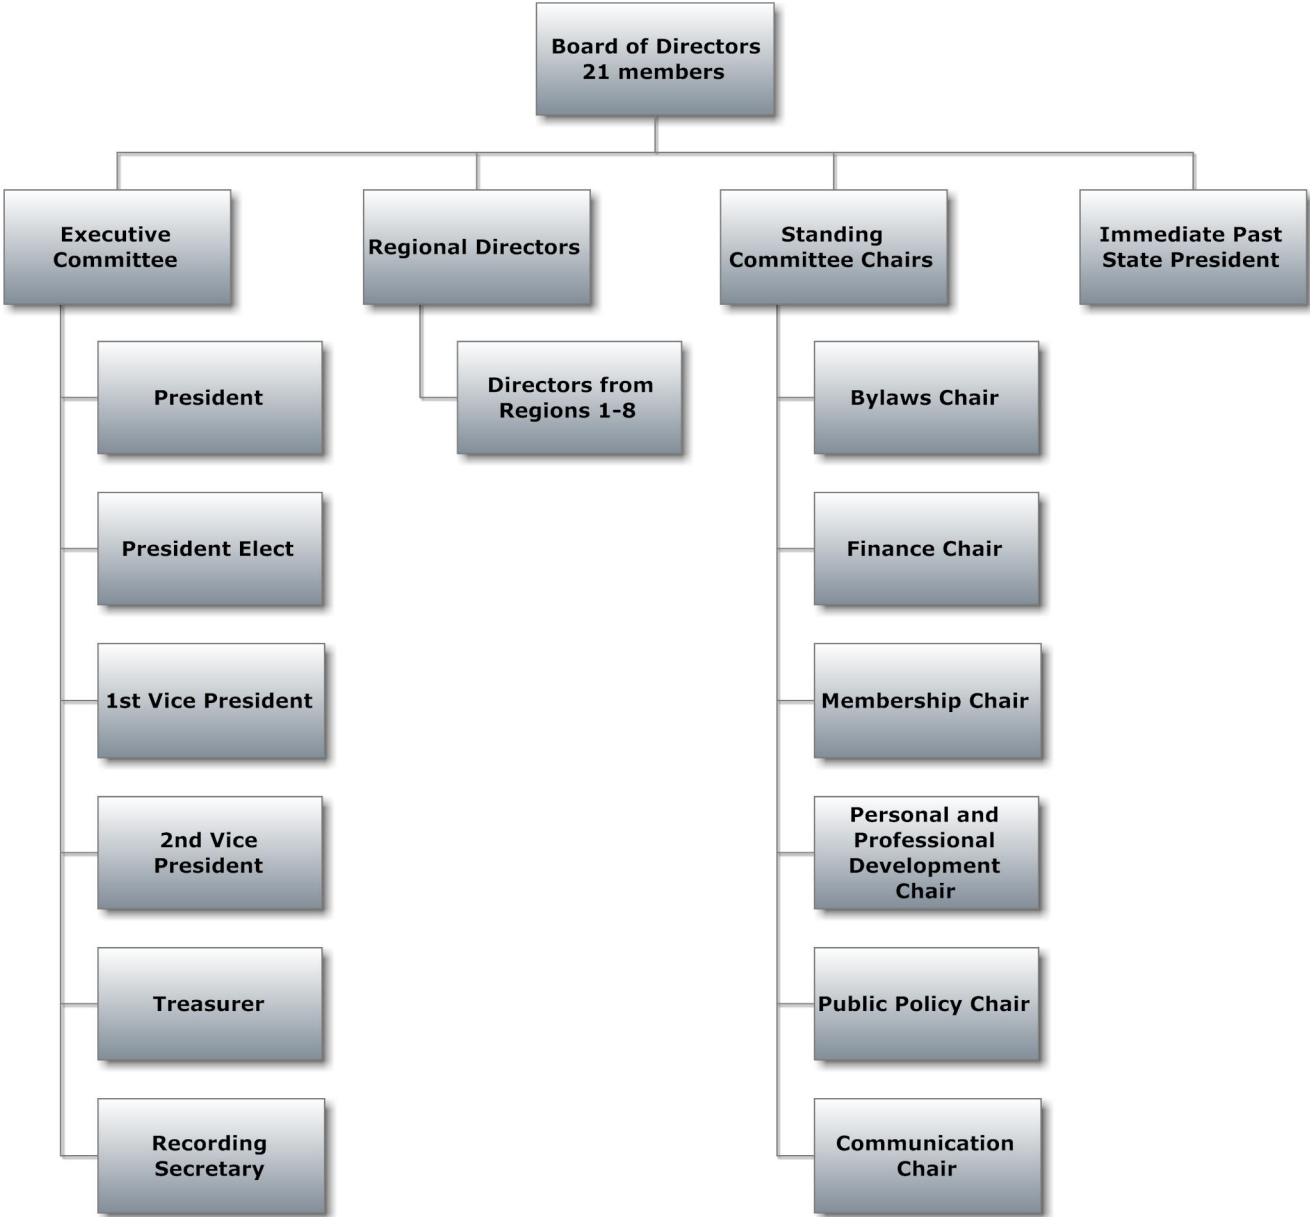 Board of Directors
21 members
Executive
Committee
Regional Directors
Standing
Committee Chairs
Immediate Past
State President
President
Directors from
Regions 1-8
Bylaws Chair
President Elect
Finance Chair
1st Vice President
Membership Chair
2nd Vice
President
Personal and
Professional
Development
Chair
Treasurer
Public Policy Chair
Recording
Secretary
Communication
Chair